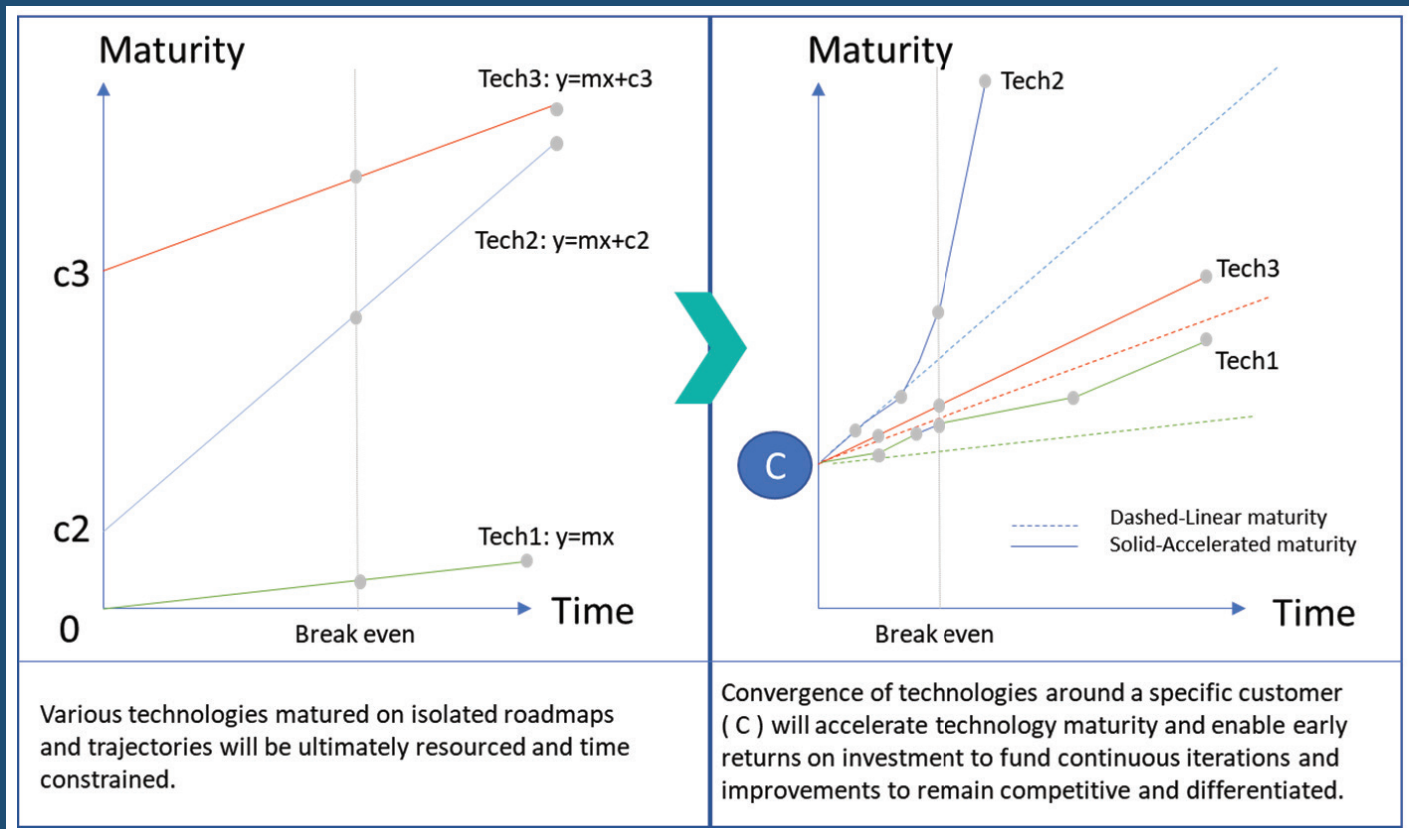 Maturity
Tech3: y=mx+c3
Tech2: y=mx+c2
c3
c2
Tech1: y=mx
0
Time
Break even
Various technologies matured on isolated roadmaps
and trajectories will be ultimately resourced and time
constrained.
Maturity
Tech2
Tech3
Tech1
C
Dashed-Linear maturity
Solid-Accelerated maturity
Time
Break even
Convergence of technologies around a specific customer
( C ) will accelerate technology maturity and enable early
returns on investment to fund continuous iterations and
improvements to remain competitive and differentiated.